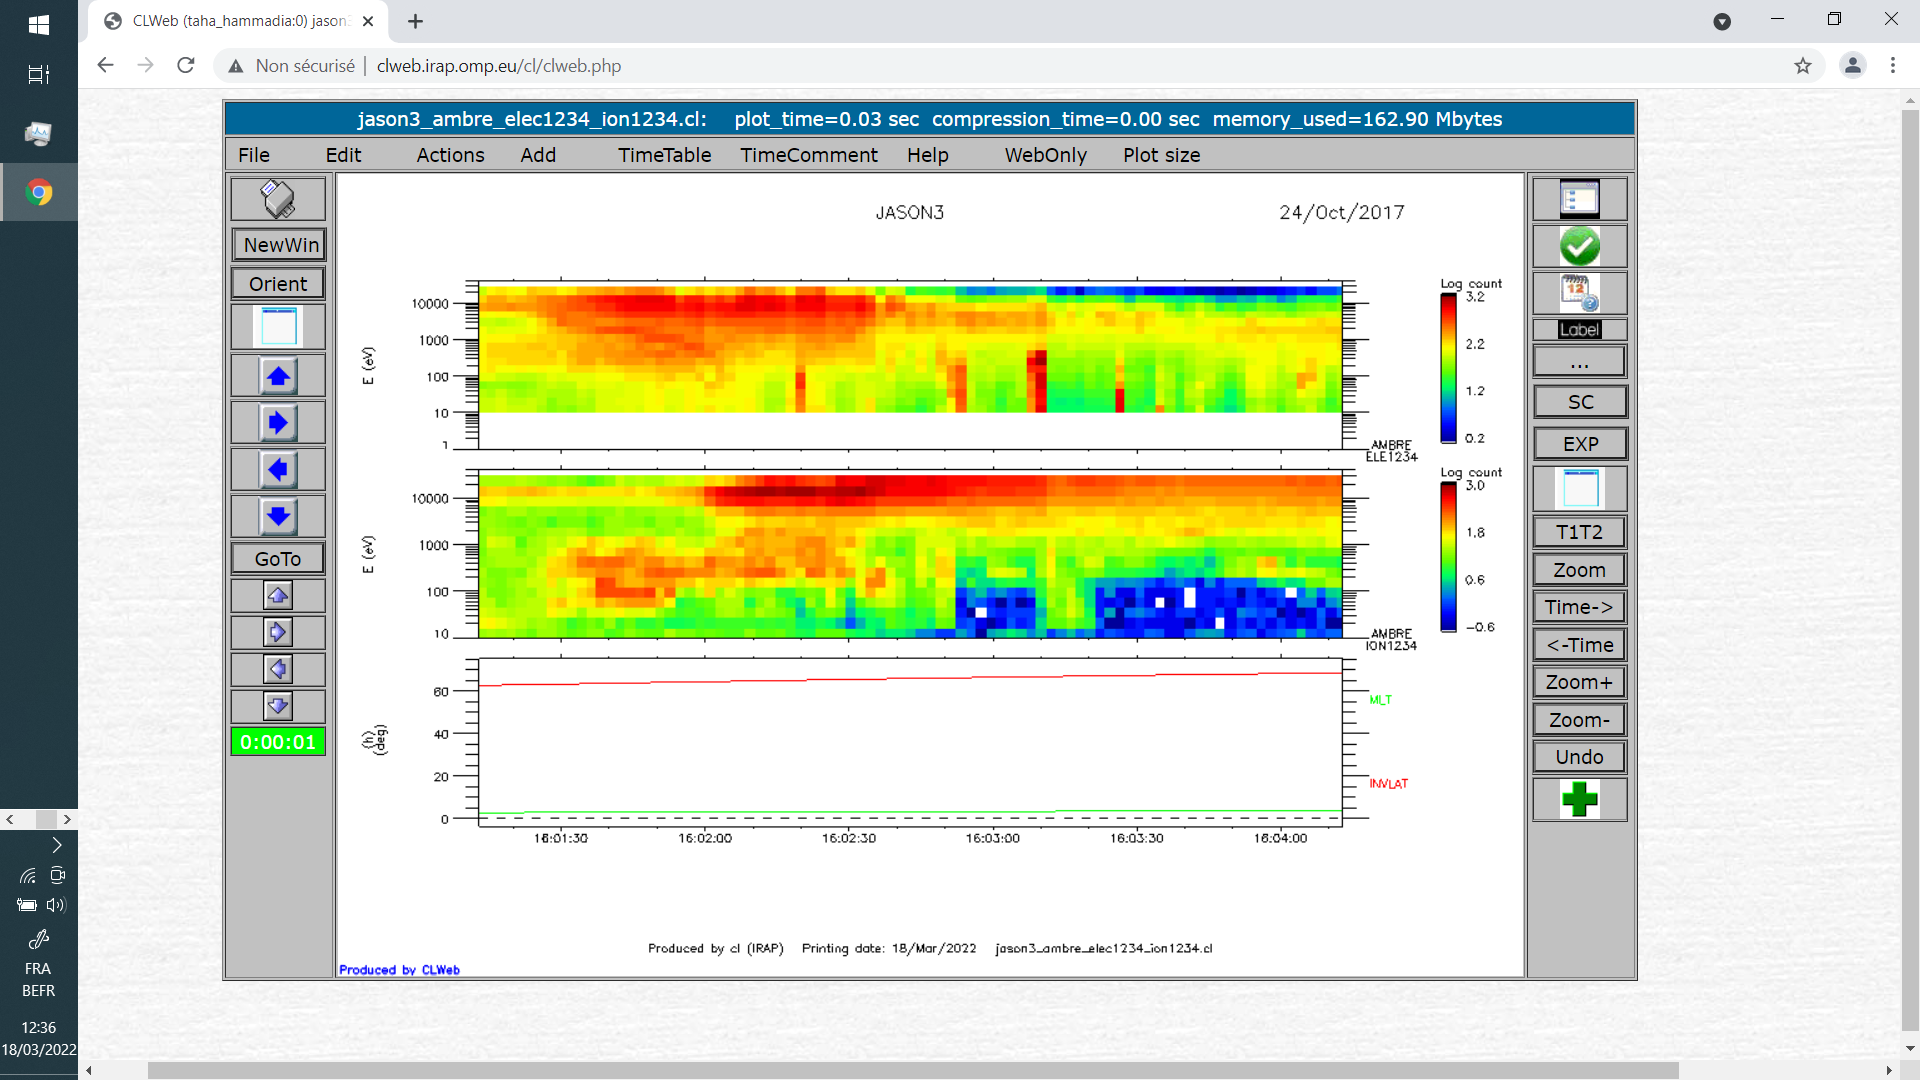 CLWeb (taha_hammadia:0) jason
Non sécurisé | clweb.irap.omp.eu/cl/clweb.php
jason3_ambre_elec1234_ion1234.cl: plot_time=0.03 sec compression_time=0.00 sec memory_used=162.90 Mbytes
File Edit Actions Add TimeTable TimeComment Help WebOnly Plot size
NewWin
Orient
GoTo
0:00:01
JASON3
24/Oct/2017
10000
1000
100
10
1
E (eV)
AMBRE
ELE1234
Log count
3.2
2.2
1.2
0.2
10000
1000
100
10
E (eV)
AMBRE
ION1234
Log count
3.0
1.8
0.6
-0.6
60
40
20
0
(h)
(deg)
MLT
INVLAT
16:01:30 16:02:00 16:02:30 16:03:00 16:03:30 16:04:00
Produced by cl (IRAP) Printing date: 18/Mar/2022 jason3_ambre_elec1234_ion1234.cl
Produced by CLWeb
12
Label
...
SC
EXP
T1T2
Zoom
Time->
<-Time
Zoom+
Zoom-
Undo
FRA
BEFR
12:36
18/03/2022